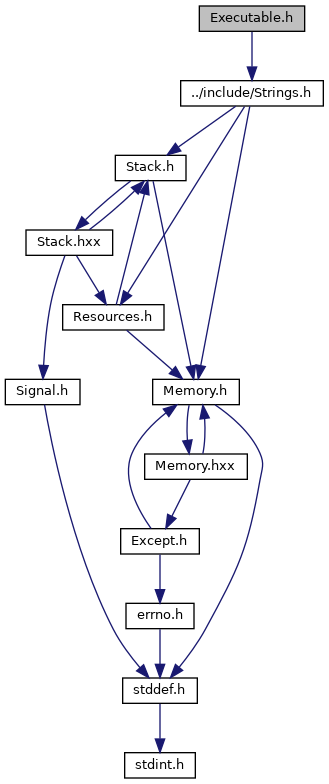 Executable.h
../include/Strings.h
Stack.h
Stack.hxx
Resources.h
Signal.h
Memory.h
Memory.hxx
Except.h
errno.h
stddef.h
stdint.h